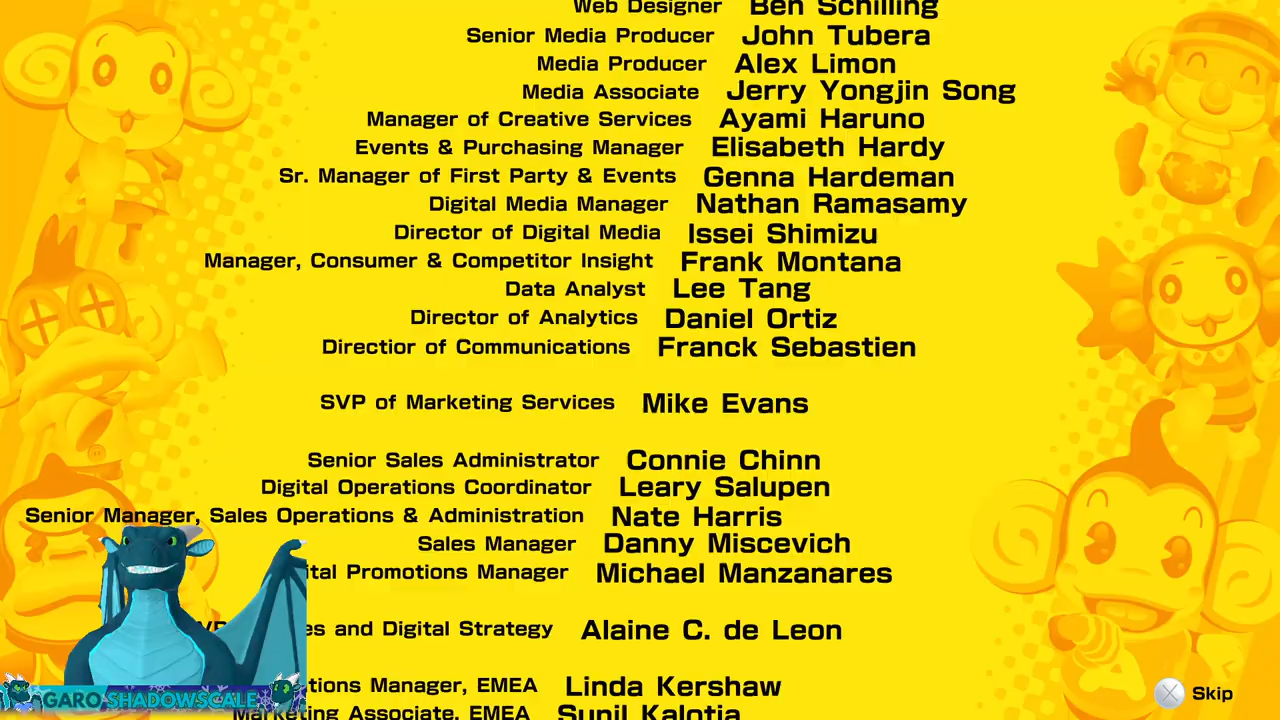 Web Designer Ben Schilling
Senior Media Producer John Tubera
Media Producer Alex Limon
Media Associate Jerry Yongjin Song
Manager of Creative Services Ayami Haruno
Events & Purchasing Manager Elisabeth Hardy
Sr. Manager of First Party & Events Genna Hardeman
Digital Media Manager Nathan Ramasamy
Director of Digital Media Issei Shimizu
Manager, Consumer & Competitor Insight Frank Montana
Data Analyst Lee Tang
Director of Analytics Daniel Ortiz
Directior of Communications Franck Sebastien
SVP of Marketing Services Mike Evans
Senior Sales Administrator Connie Chinn
Digital Operations Coordinator Leary Salupen
Senior Manager, Sales Operations & Administration Nate Harris
Sales Manager Danny Miscevich
Promotions Manager Michael Manzanares
and Digital Strategy Alaine C. de Leon
Manager, EMEA Linda Kershaw
Marketing Associate, EMEA Sunil Kalotia
GARO SHADOWSCALE
Skip